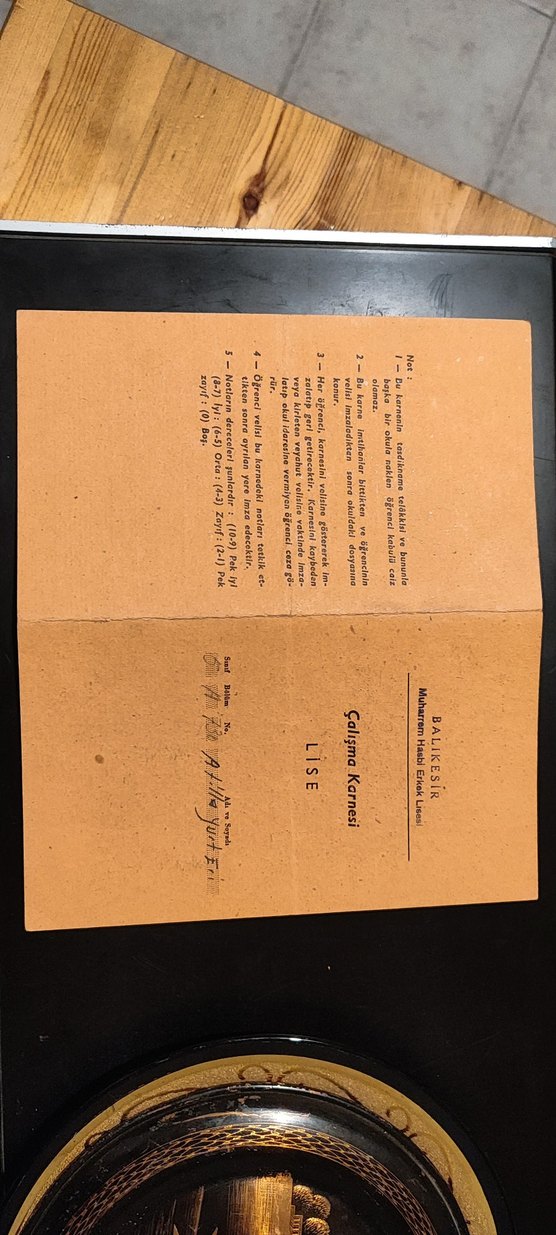 Not :
1 — Bu karnenin tasdikname telâkkisi ve bununla
başka bir okula naklen öğrenci kabulü caiz
olamaz.
2 — Bu karne imtihanlar bittikten ve öğrencinin
velisi imzaladıktan sonra okuldaki dosyasına
konur.
3 — Her öğrenci, karnesini velisine göstererek im-
zalatıp geri getirecektir. Karnesini kaybeden
veya kirleten veyahut velisine vaktinde imza-
latıp okul idaresine vermiyen öğrenci ceza gö-
rür.
4 — Öğrenci velisi bu karnedeki notları tetkik et-
tikten sonra ayrılan yere imza edecektir.
5 — Notların dereceleri şunlardır : (10-9) Pek iyi
(8-7) İyi : (6-5) Orta : (4-3) Zayıf : (2-1) Pek
zayıf : (0) Boş.
BALIKESİR
Muharrem Hasbi Erkek Lisesi
Çalışma Karnesi
LİSE
Sınıf Bölüm No. Adı ve Soyadı
Atilla Yurt Eri